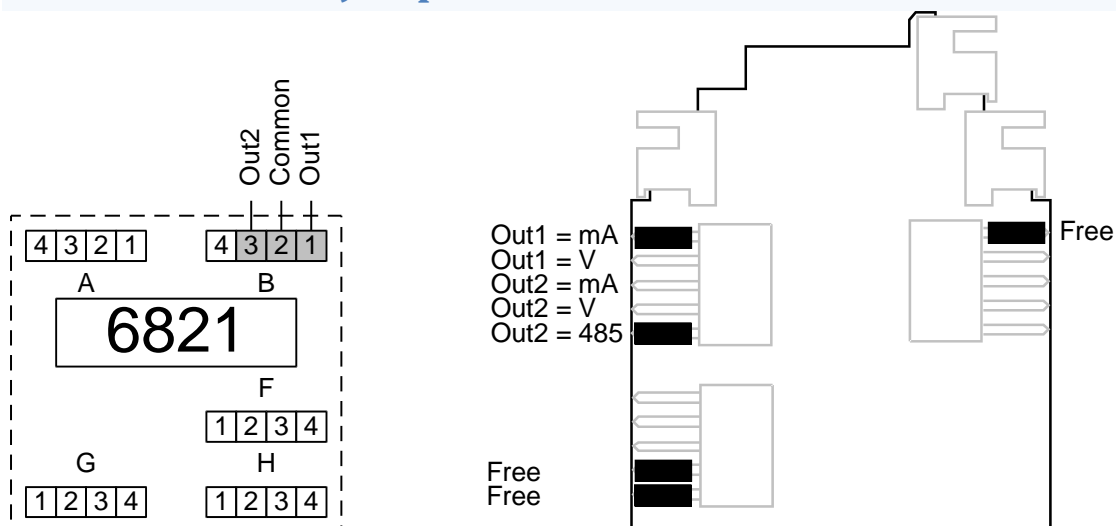 Out2
Common
Out1
4 3 2 1
4 3 2 1
A
B
6821
F
1 2 3 4
G
H
1 2 3 4
1 2 3 4
Out1 = mA
Out1 = V
Out2 = mA
Out2 = V
Out2 = 485
Free
Free
Free